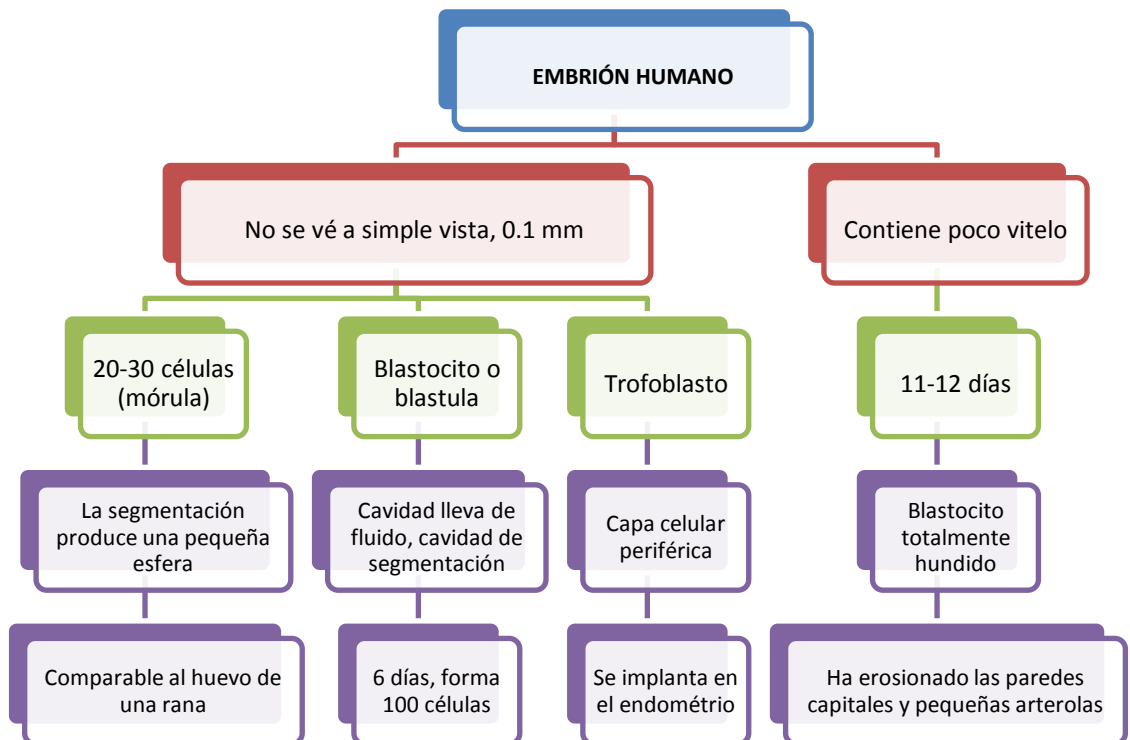 EMBRIÓN HUMANO
No se vé a simple vista, 0.1 mm
Contiene poco vitelo
20-30 células
(mórula)
Blastocito o
blastula
Trofoblasto
11-12 días
La segmentación
produce una pequeña
esfera
Cavidad lleva de
fluido, cavidad de
segmentación
Capa celular
periférica
Blastocito
totalmente
hundido
Comparable al huevo de
una rana
6 días, forma
100 células
Se implanta en
el endométrio
Ha erosionado las paredes
capitales y pequeñas arterolas